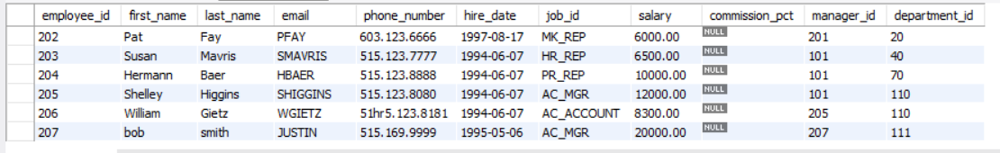 employee_id first_name last_name email phone_number hire_date job_id salary commission_pct manager_id department_id
202 Pat Fay PFAY 603.123.6666 1997-08-17 MK_REP 6000.00 NULL 201 20
203 Susan Mavris SMAVRIS 515.123.7777 1994-06-07 HR_REP 6500.00 NULL 101 40
204 Hermann Baer HBAER 515.123.8888 1994-06-07 PR_REP 10000.00 NULL 101 70
205 Shelley Higgins SHIGGINS 515.123.8080 1994-06-07 AC_MGR 12000.00 NULL 101 110
206 William Gietz WGIETZ 51hr5.123.8181 1994-06-07 AC_ACCOUNT 8300.00 NULL 205 110
207 bob smith JUSTIN 515.169.9999 1995-05-06 AC_MGR 20000.00 NULL 207 111